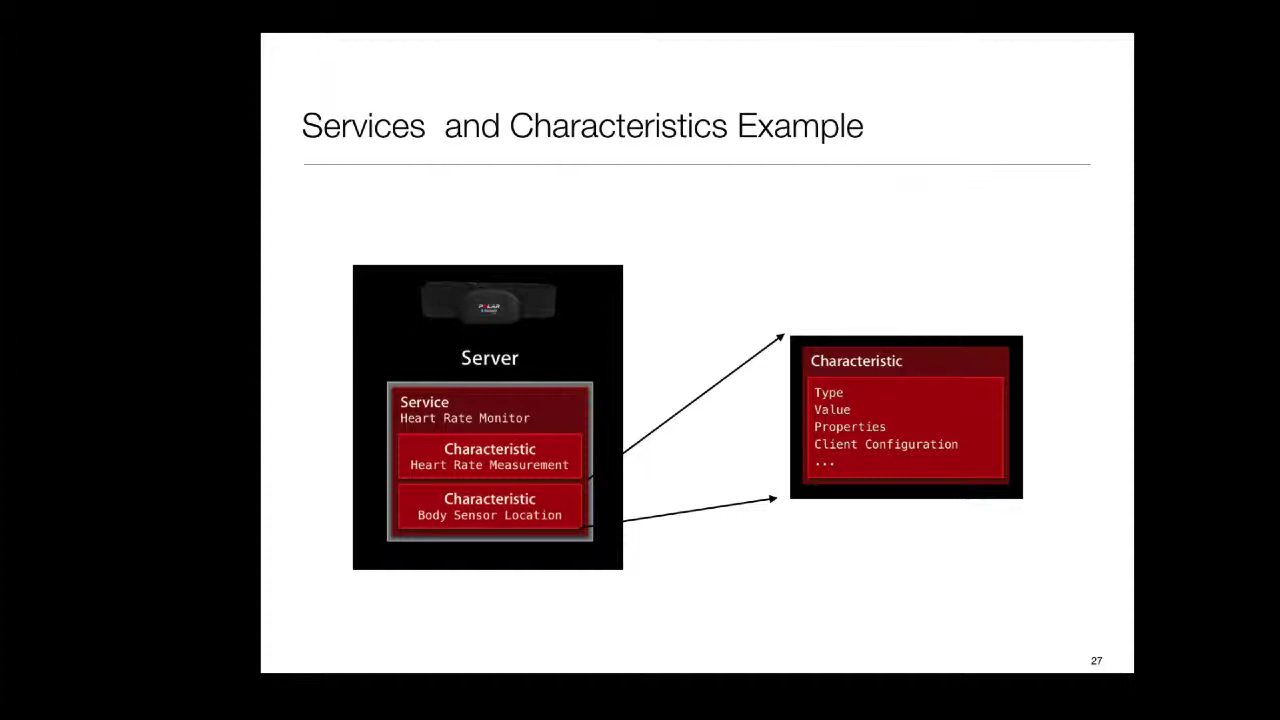 Services and Characteristics Example
POLAR
Server
Service
Heart Rate Monitor
Characteristic
Heart Rate Measurement
Characteristic
Body Sensor Location
Characteristic
Type
Value
Properties
Client Configuration
...
27